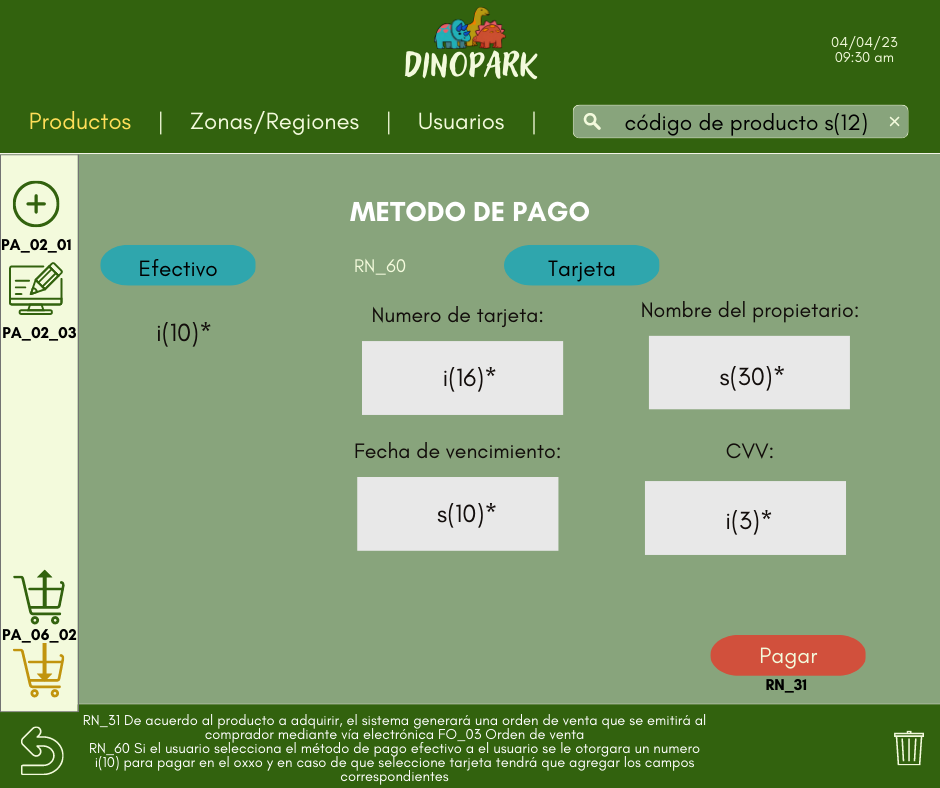 DINOPARK
04/04/23
09:30 am
Productos | Zonas/Regiones | Usuarios |
código de producto s(12) ×
PA_02_01
PA_02_03
PA_06_02
METODO DE PAGO
Efectivo
RN_60
Tarjeta
i(10)*
Numero de tarjeta:
Nombre del propietario:
i(16)*
s(30)*
Fecha de vencimiento:
CVV:
s(10)*
i(3)*
Pagar
RN_31
RN_31 De acuerdo al producto a adquirir, el sistema generará una orden de venta que se emitirá al
comprador mediante vía electrónica FO_03 Orden de venta
RN_60 Si el usuario selecciona el método de pago efectivo a el usuario se le otorgara un numero
i(10) para pagar en el oxxo y en caso de que seleccione tarjeta tendrá que agregar los campos
correspondientes